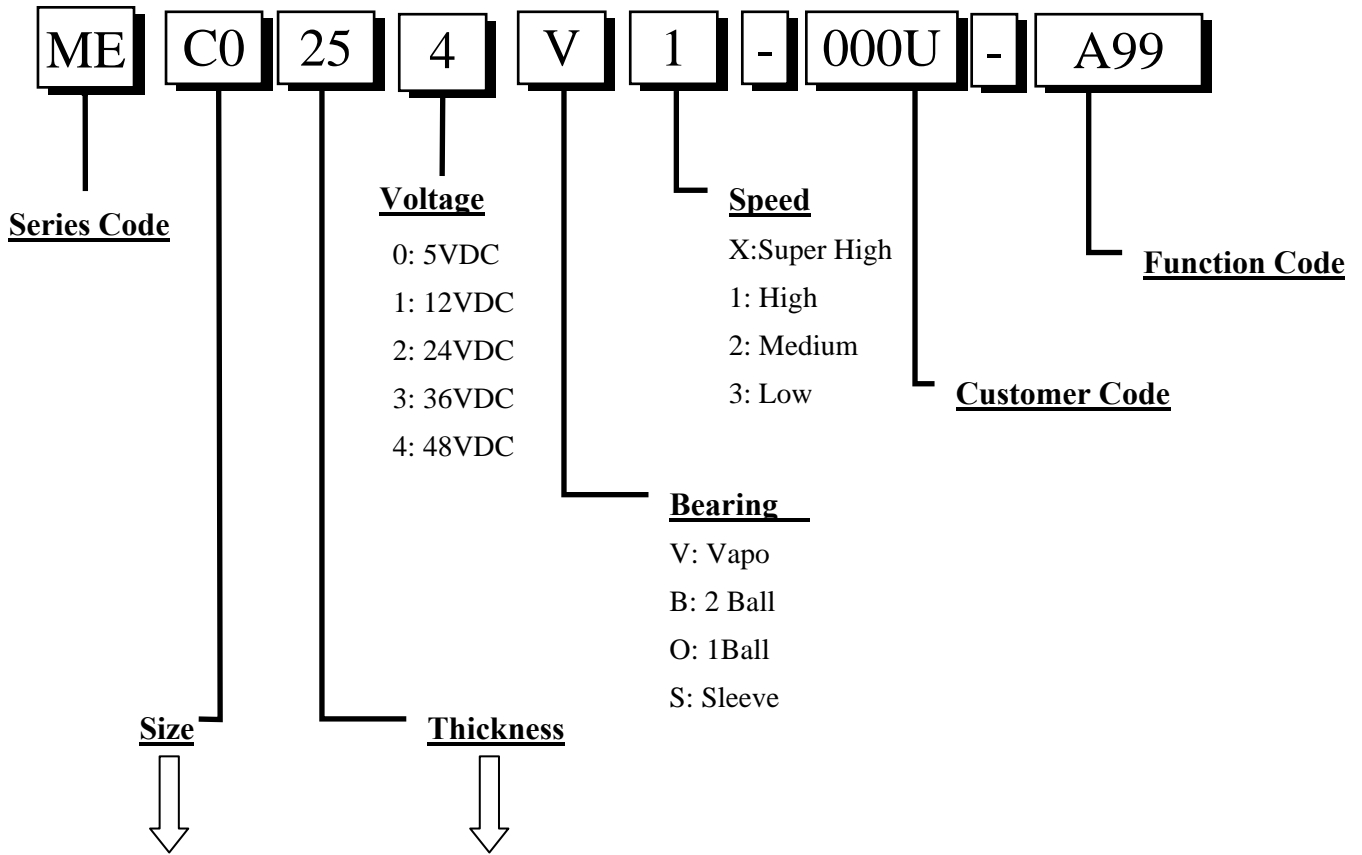 ME C0 25 4 V 1 - 000U - A99
Series Code
Voltage
0: 5VDC
1: 12VDC
2: 24VDC
3: 36VDC
4: 48VDC
Speed
X:Super High
1: High
2: Medium
3: Low
Function Code
Customer Code
Bearing
V: Vapo
B: 2 Ball
O: 1Ball
S: Sleeve
Size
Thickness